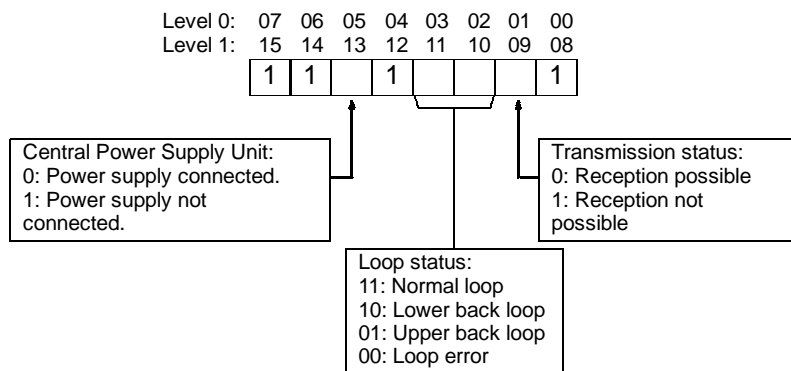 Level 0: 07 06 05 04 03 02 01 00
Level 1: 15 14 13 12 11 10 09 08
1 1 1 1
Central Power Supply Unit:
0: Power supply connected.
1: Power supply not
connected.
Transmission status:
0: Reception possible
1: Reception not
possible
Loop status:
11: Normal loop
10: Lower back loop
01: Upper back loop
00: Loop error